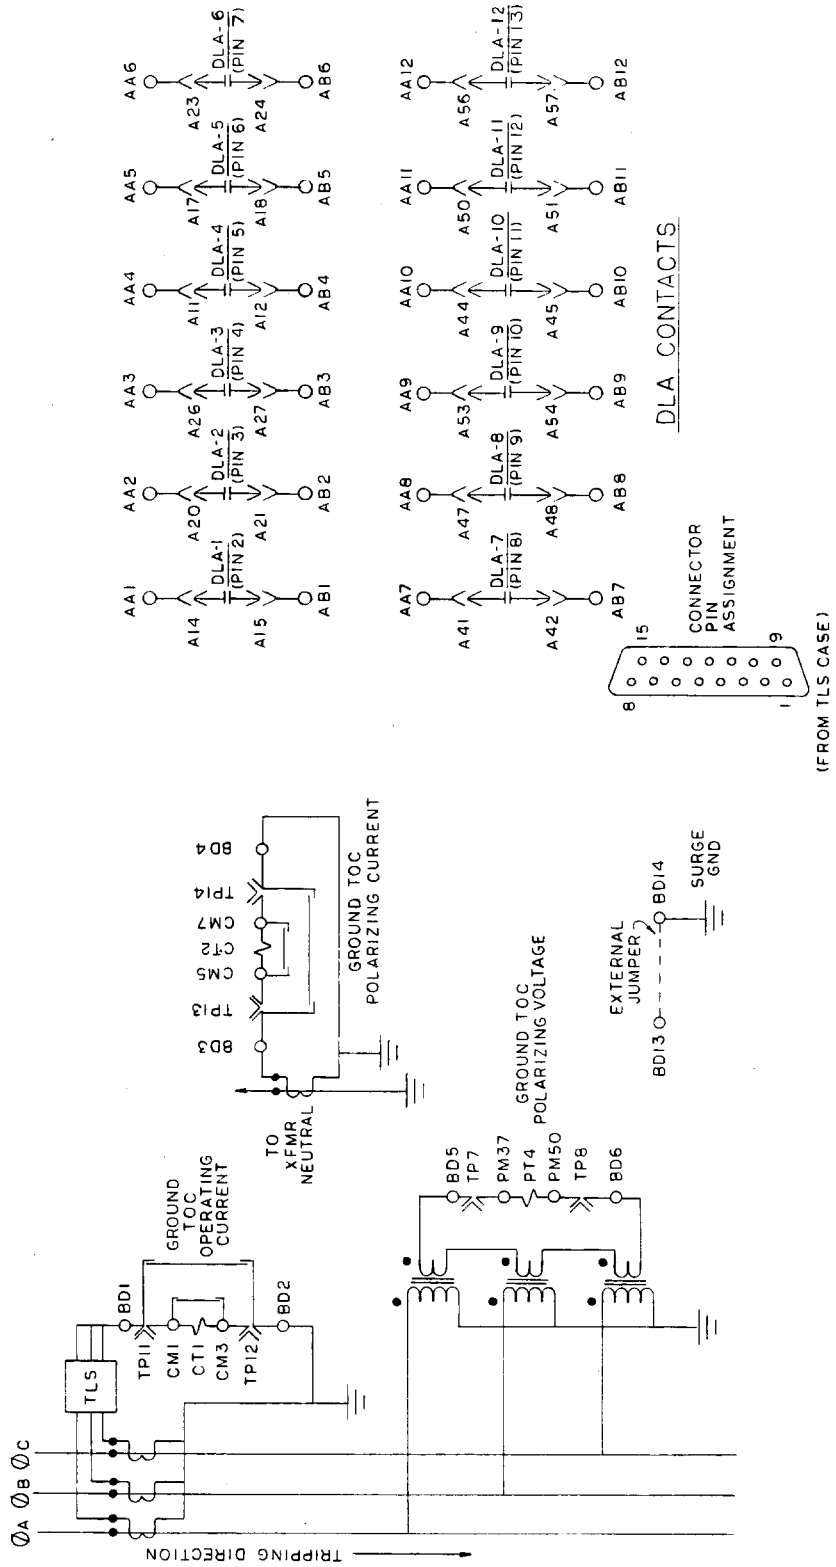 AA1
A14
DLA-1
(PIN 2)
A15
AB1
AA2
A20
DLA-2
(PIN 3)
A21
AB2
AA3
A26
DLA-3
(PIN 4)
A27
AB3
AA4
A11
DLA-4
(PIN 5)
A12
AB4
AA5
A17
DLA-5
(PIN 6)
A18
AB5
AA6
A23
DLA-6
(PIN 7)
A24
AB6
AA7
A41
DLA-7
(PIN 8)
A42
AB7
AA8
A47
DLA-8
(PIN 9)
A48
AB8
AA9
A53
DLA-9
(PIN 10)
A54
AB9
AA10
A44
DLA-10
(PIN 11)
A45
AB10
AA11
A50
DLA-11
(PIN 12)
A51
AB11
AA12
A56
DLA-12
(PIN 13)
A57
AB12
DLA CONTACTS
8
15
1
9
CONNECTOR
PIN
ASSIGNMENT
(FROM TLS CASE)
BD3
TP13
CM5
CT2
CM7
TP14
BD4
GROUND TOC
POLARIZING CURRENT
TO
XFMR
NEUTRAL
EXTERNAL
JUMPER
BD13
BD14
SURGE
GND
GROUND TOC
POLARIZING VOLTAGE
BD5
TP7
PM37
PT4
PM50
TP8
BD6
GROUND
TOC
OPERATING
CURRENT
BD1
TP11
CM1
CT1
CM3
TP12
BD2
TLS
ØA
ØB
ØC
TRIPPING DIRECTION